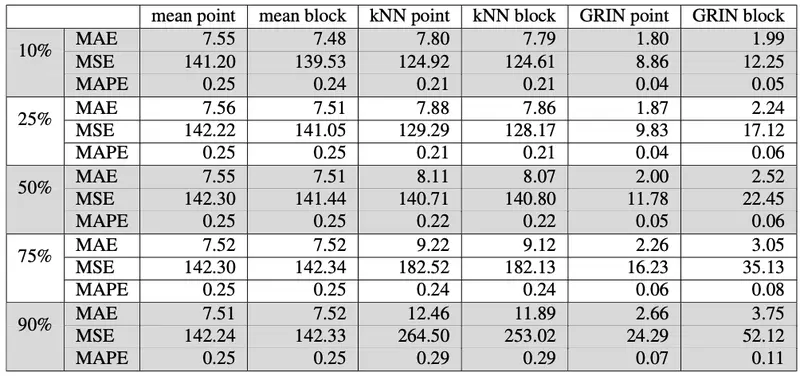 mean point mean block kNN point kNN block GRIN point GRIN block
10% MAE 7.55 7.48 7.80 7.79 1.80 1.99
MSE 141.20 139.53 124.92 124.61 8.86 12.25
MAPE 0.25 0.24 0.21 0.21 0.04 0.05
25% MAE 7.56 7.51 7.88 7.86 1.87 2.24
MSE 142.22 141.05 129.29 128.17 9.83 17.12
MAPE 0.25 0.25 0.21 0.21 0.04 0.06
50% MAE 7.55 7.51 8.11 8.07 2.00 2.52
MSE 142.30 141.44 140.71 140.80 11.78 22.45
MAPE 0.25 0.25 0.22 0.22 0.05 0.06
75% MAE 7.52 7.52 9.22 9.12 2.26 3.05
MSE 142.30 142.34 182.52 182.13 16.23 35.13
MAPE 0.25 0.25 0.24 0.24 0.06 0.08
90% MAE 7.51 7.52 12.46 11.89 2.66 3.75
MSE 142.24 142.33 264.50 253.02 24.29 52.12
MAPE 0.25 0.25 0.29 0.29 0.07 0.11